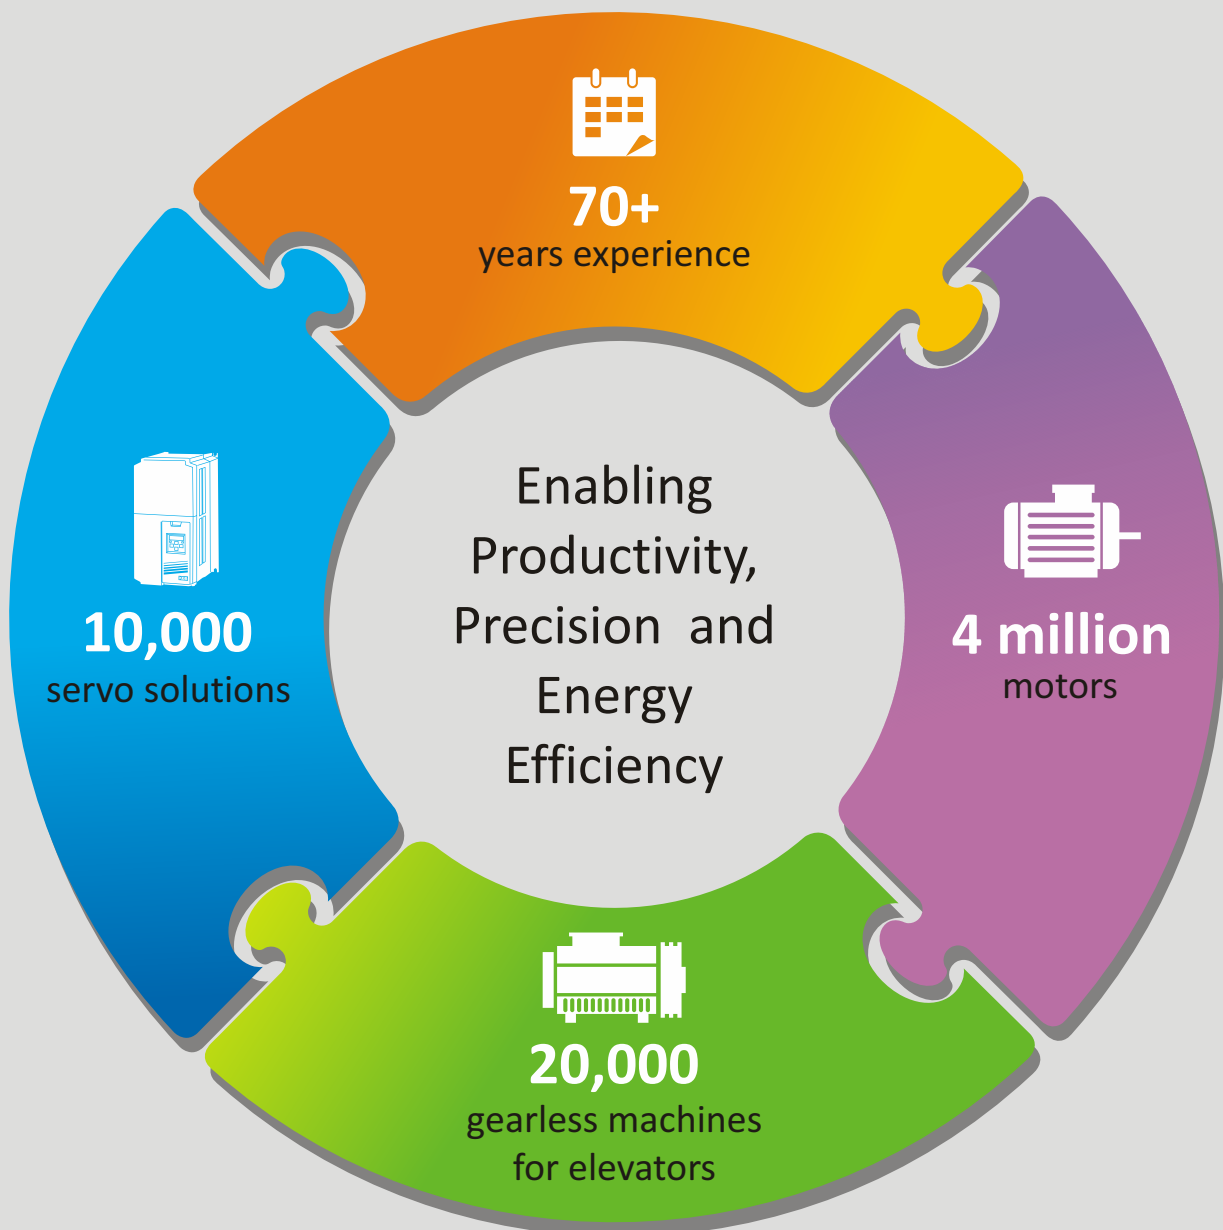 70+
years experience
10,000
servo solutions
Enabling
Productivity,
Precision and
Energy
Efficiency
4 million
motors
20,000
gearless machines
for elevators